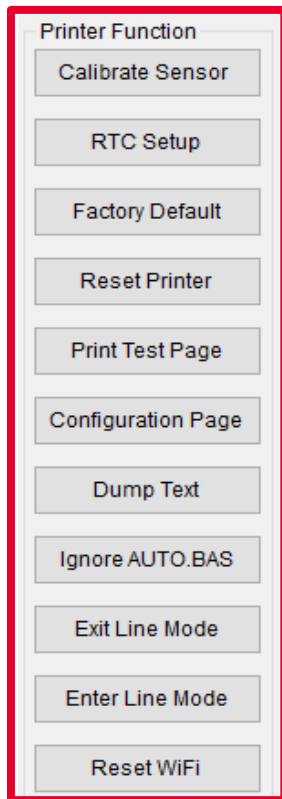 Printer Function
Calibrate Sensor
RTC Setup
Factory Default
Reset Printer
Print Test Page
Configuration Page
Dump Text
Ignore AUTO.BAS
Exit Line Mode
Enter Line Mode
Reset WiFi